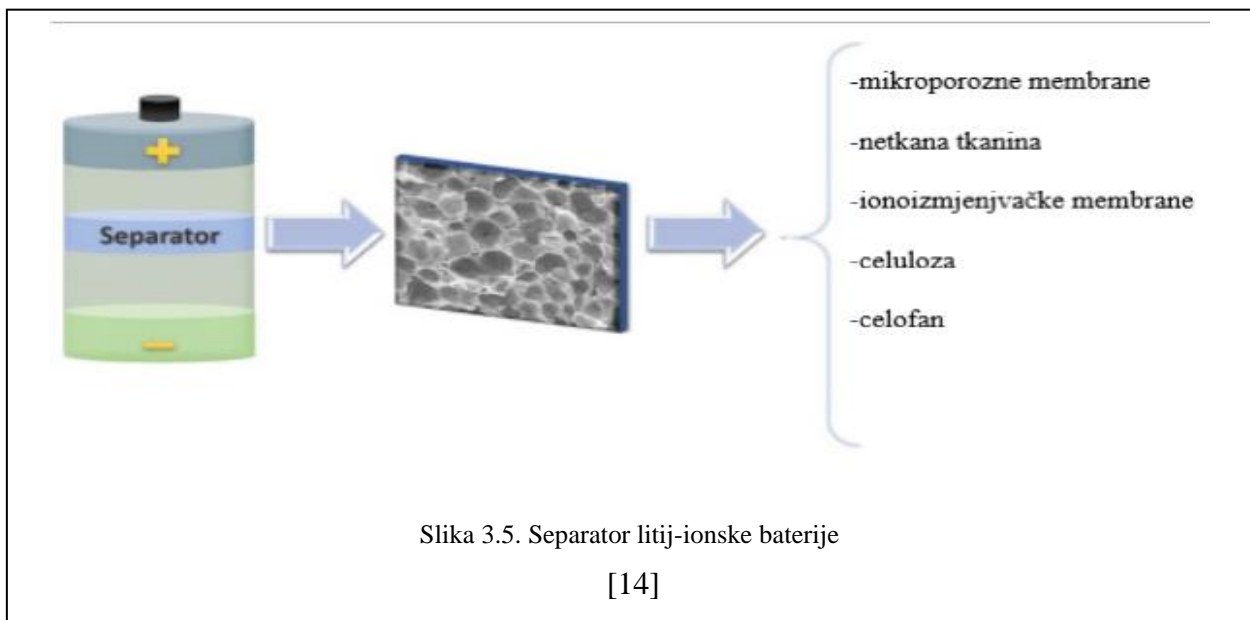 +
Separator
–
-mikroporozne membrane
-netkana tkanina
-ionoizmjenjvačke membrane
-celuloza
-celofan
Slika 3.5. Separator litij-ionske baterije
[14]